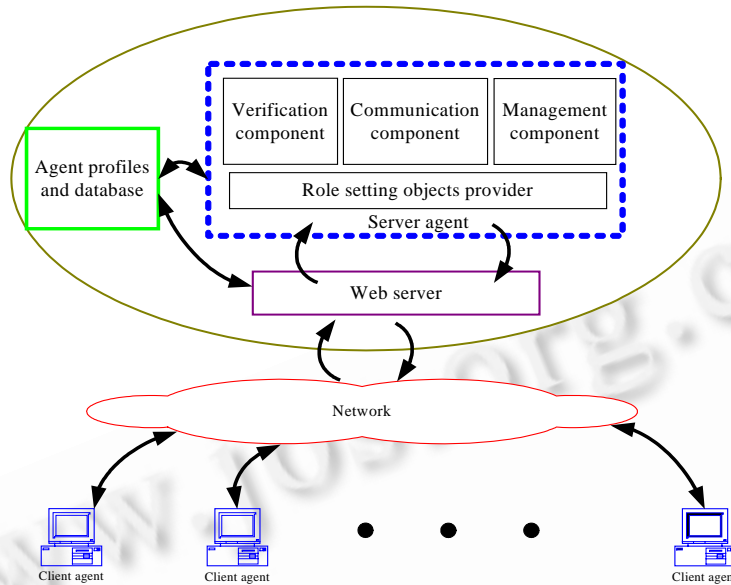 Verification
component
Communication
component
Management
component
Agent profiles
and database
Role setting objects provider
Server agent
Web server
Network
Client agent
Client agent
Client agent